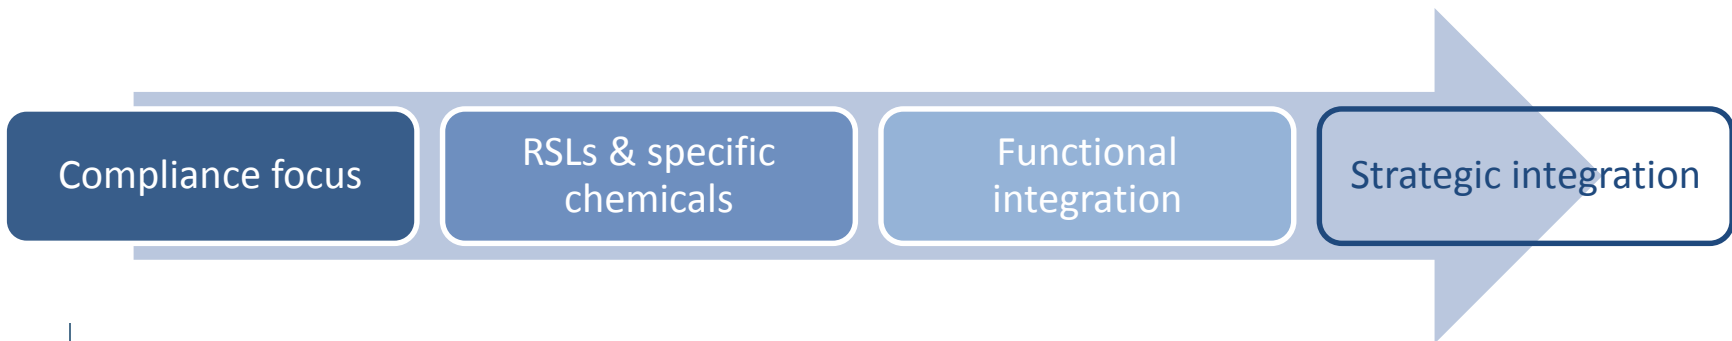 Compliance focus
RSLs & specific
chemicals
Functional
integration
Strategic integration